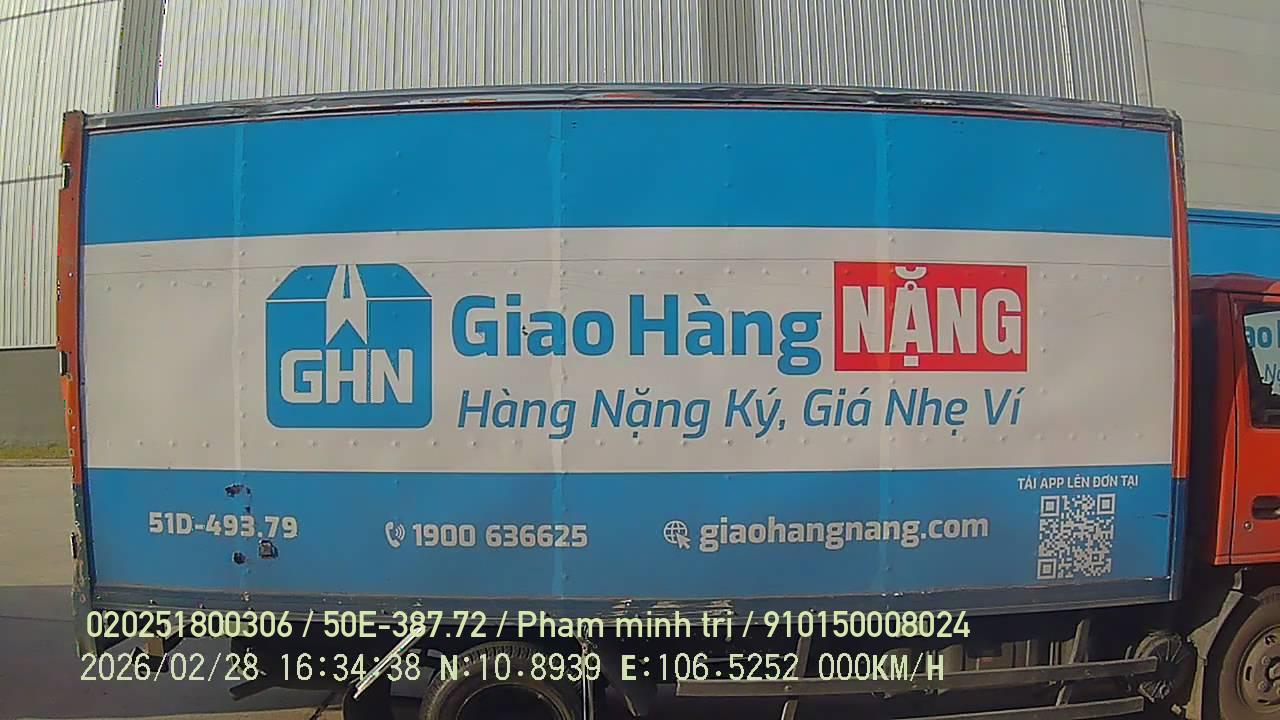 GHN
Giao Hàng NẶNG
Hàng Nặng Ký, Giá Nhẹ Ví
TẢI APP LÊN ĐƠN TẠI
51D-493.79
1900 636625
giaohangnang.com
020251800306 / 50E-387.72 / Phạm minh trị / 910150008024
2026/02/28 16:34:38 N:10.8939 E:106.5252 000KM/H